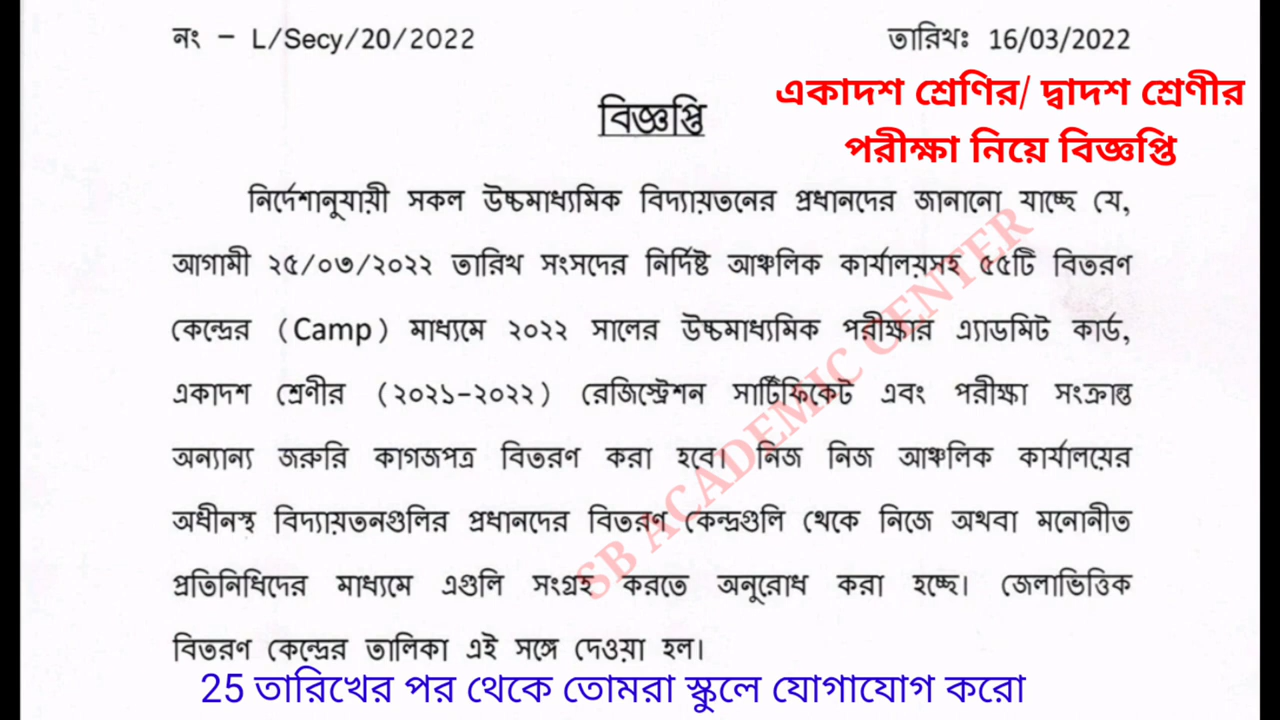 নং - L/Secy/20/2022
তারিখঃ 16/03/2022
একাদশ শ্রেণির/ দ্বাদশ শ্রেণীর
পরীক্ষা নিয়ে বিজ্ঞপ্তি
বিজ্ঞপ্তি
নির্দেশানুযায়ী সকল উচ্চমাধ্যমিক বিদ্যায়তনের প্রধানদের জানানো যাচ্ছে যে,
আগামী ২৫/০৩/২০২২ তারিখ সংসদের নির্দিষ্ট আঞ্চলিক কার্যালয়সহ ৫৫টি বিতরণ
কেন্দ্রের (Camp) মাধ্যমে ২০২২ সালের উচ্চমাধ্যমিক পরীক্ষার এ্যাডমিট কার্ড,
একাদশ শ্রেণীর (২০২১-২০২২) রেজিস্ট্রেশন সার্টিফিকেট এবং পরীক্ষা সংক্রান্ত
অন্যান্য জরুরি কাগজপত্র বিতরণ করা হবে। নিজ নিজ আঞ্চলিক কার্যালয়ের
অধীনস্থ বিদ্যায়তনগুলির প্রধানদের বিতরণ কেন্দ্রগুলি থেকে নিজে অথবা মনোনীত
প্রতিনিধিদের মাধ্যমে এগুলি সংগ্রহ করতে অনুরোধ করা হচ্ছে। জেলাভিত্তিক
বিতরণ কেন্দ্রের তালিকা এই সঙ্গে দেওয়া হল।
SB ACADEMIC CENTER
25 তারিখের পর থেকে তোমরা স্কুলে যোগাযোগ করো